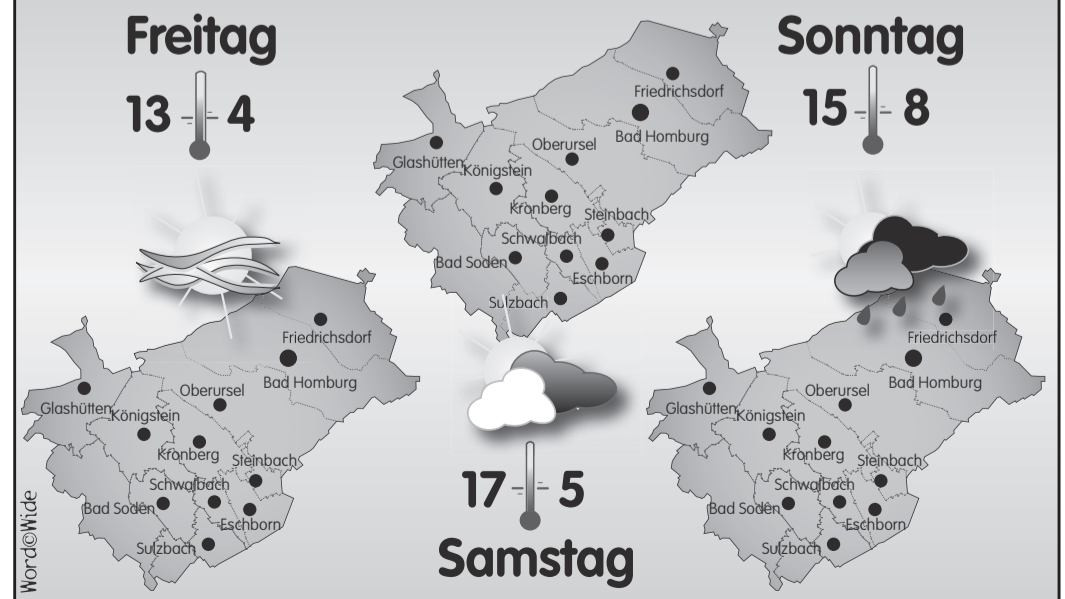 Freitag
13 4
Friedrichsdorf
Bad Homburg
Oberursel
Glashütten
Königstein
Kronberg
Steinbach
Schwalbach
Bad Soden
Eschborn
Sulzbach
Friedrichsdorf
Bad Homburg
Oberursel
Glashütten
Königstein
Kronberg
Steinbach
Schwalbach
Bad Soden
Eschborn
Sulzbach
17 5
Samstag
Sonntag
15 8
Friedrichsdorf
Bad Homburg
Oberursel
Glashütten
Königstein
Kronberg
Steinbach
Schwalbach
Bad Soden
Eschborn
Sulzbach
Word©Wide